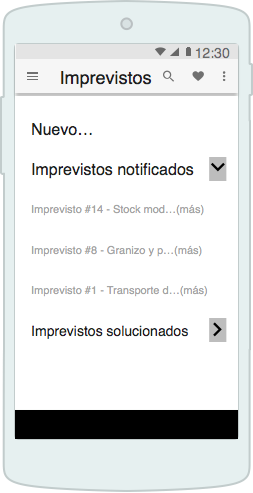 12:30
Imprevistos
Nuevo…
Imprevistos notificados
Imprevisto #14 - Stock mod…(más)
Imprevisto #8 - Granizo y p…(más)
Imprevisto #1 - Transporte d…(más)
Imprevistos solucionados